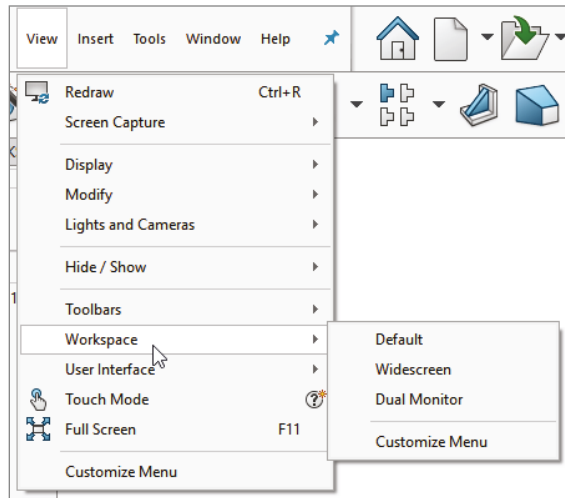 View Insert Tools Window Help
Redraw Ctrl+R
Screen Capture
Display
Modify
Lights and Cameras
Hide / Show
Toolbars
Workspace
User Interface
Touch Mode
Full Screen F11
Customize Menu
Default
Widescreen
Dual Monitor
Customize Menu